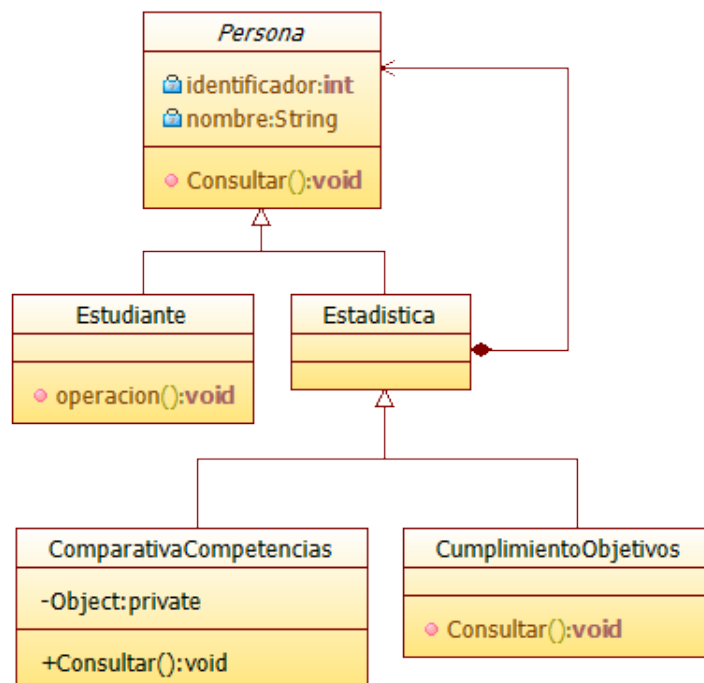 Persona
identificador:int
nombre:String
Consultar():void
Estudiante
operacion():void
Estadistica
ComparativaCompetencias
-Object:private
+Consultar():void
CumplimientoObjetivos
Consultar():void